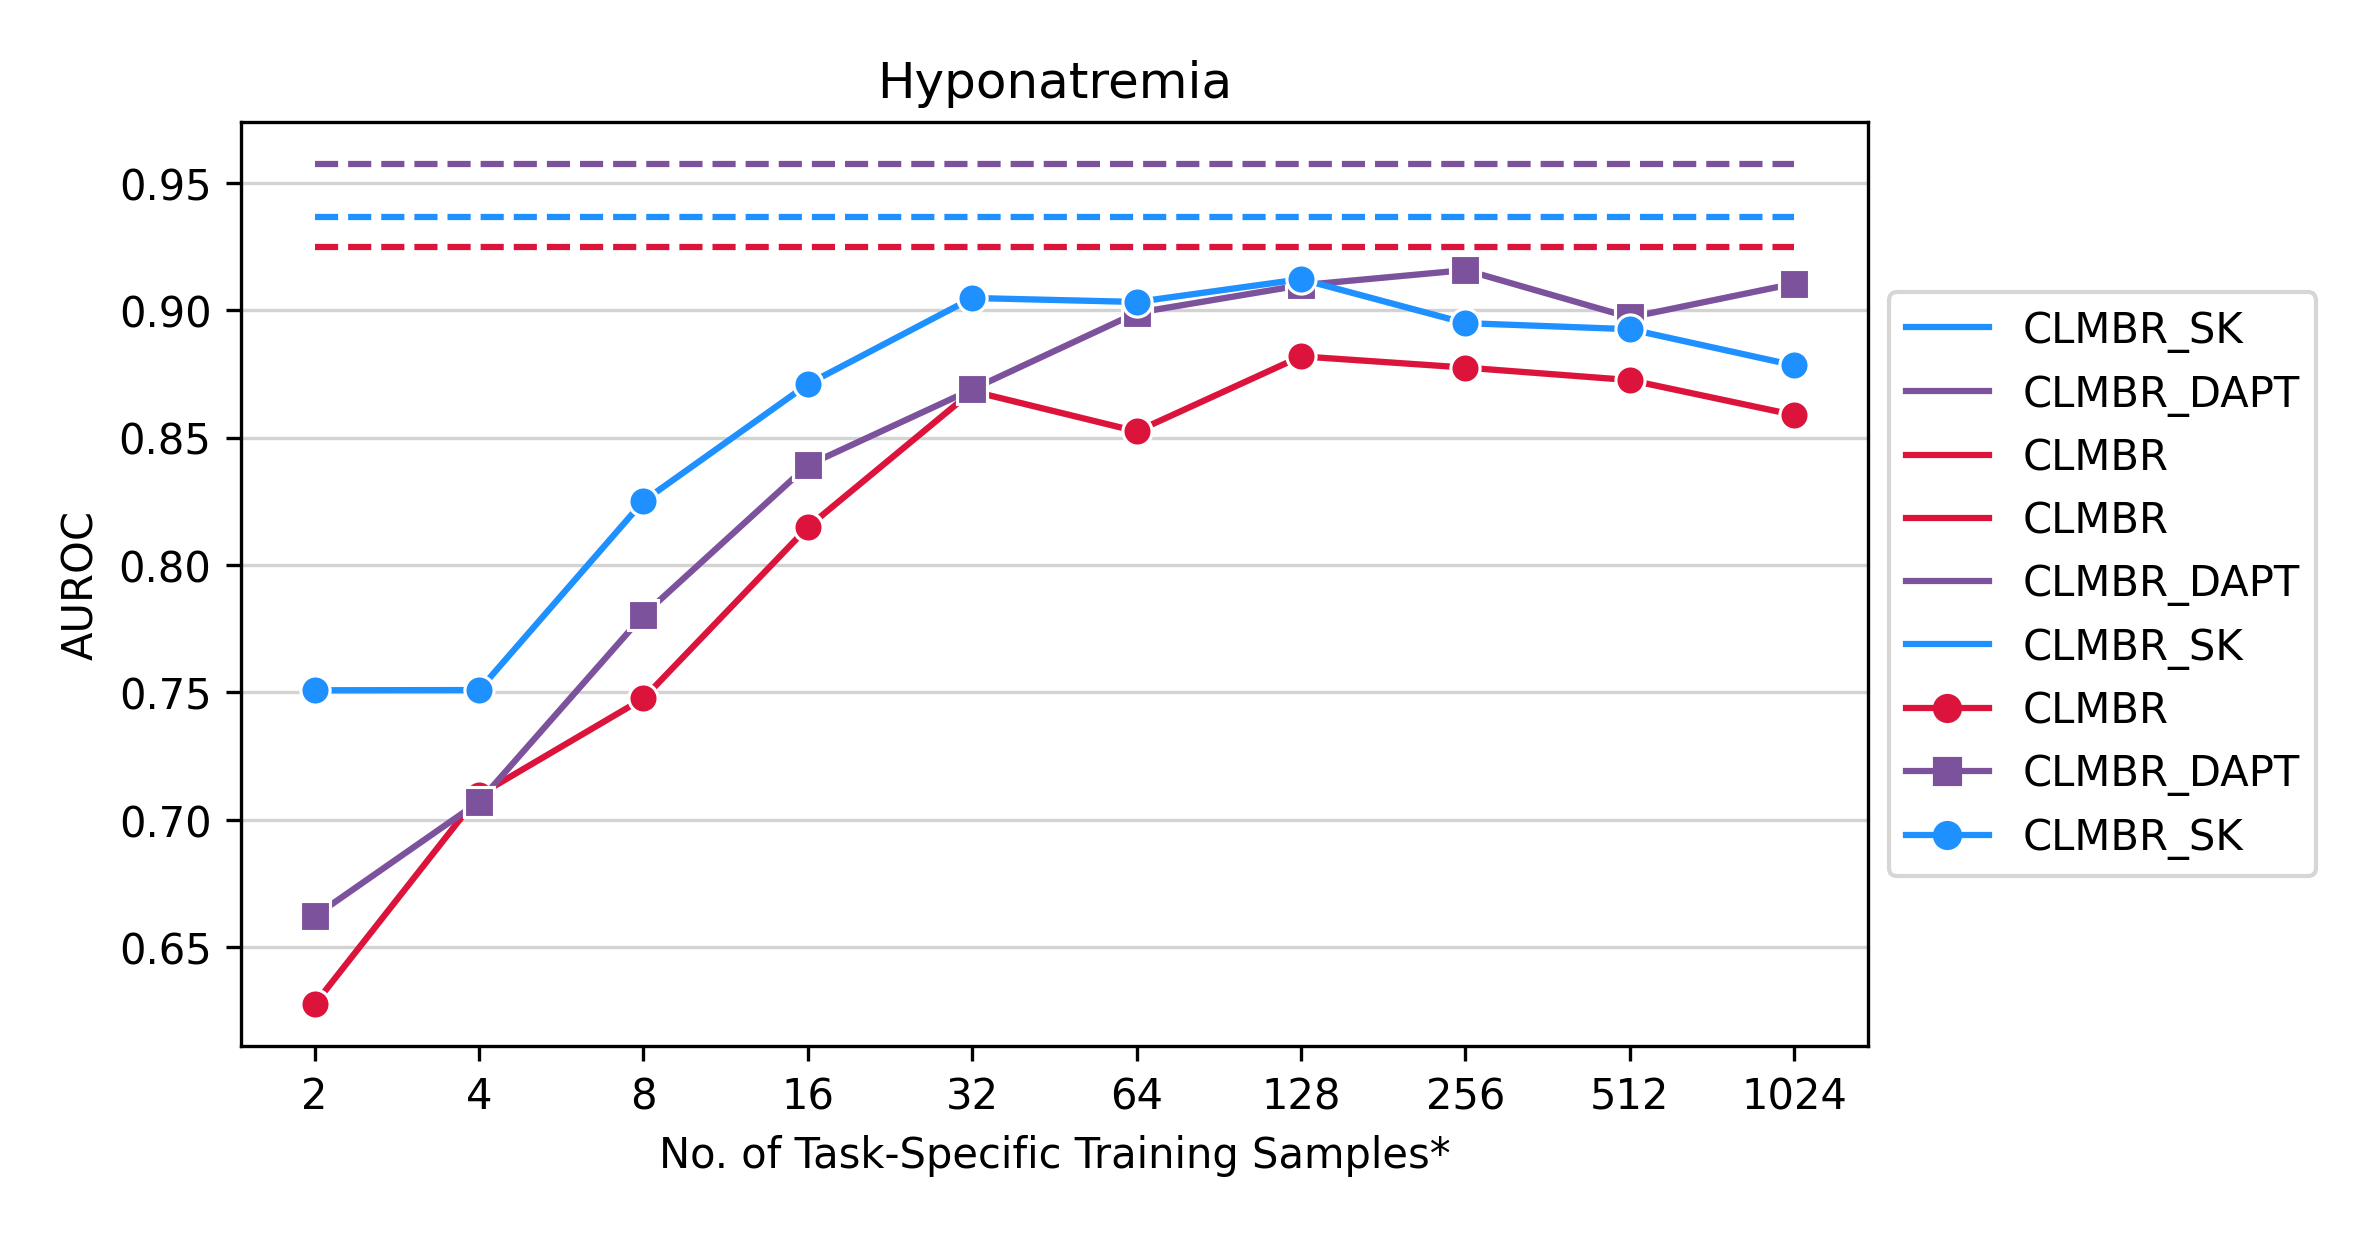 Hyponatremia
0.95
0.90
0.85
0.80
0.75
0.70
0.65
AUROC
2 4 8 16 32 64 128 256 512 1024
No. of Task-Specific Training Samples*
CLMBR_SK
CLMBR_DAPT
CLMBR
CLMBR
CLMBR_DAPT
CLMBR_SK
CLMBR
CLMBR_DAPT
CLMBR_SK